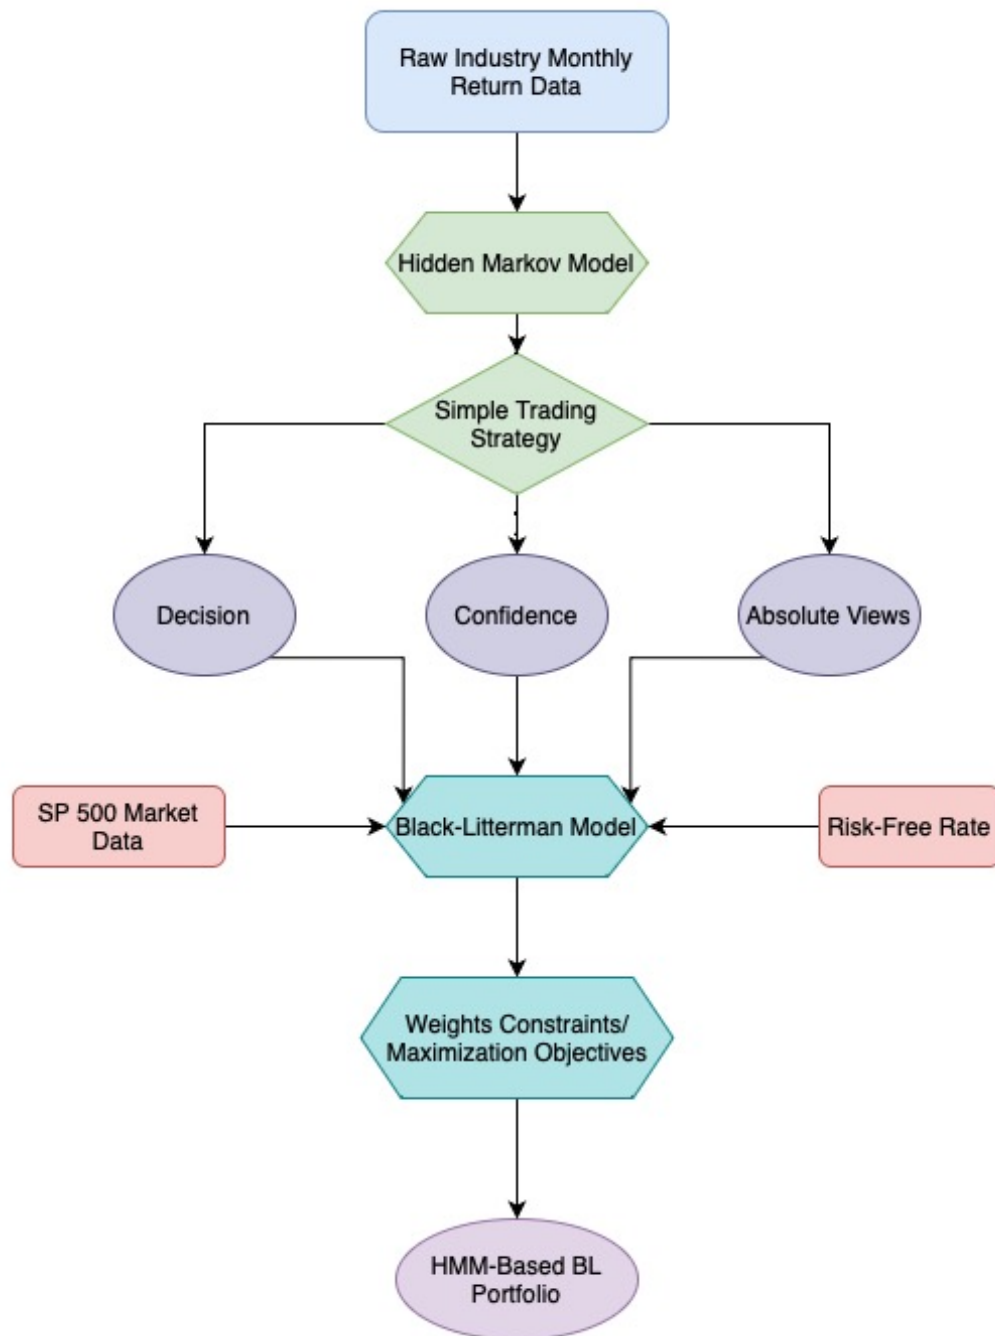 Raw Industry Monthly
Return Data
Hidden Markov Model
Simple Trading
Strategy
Decision
Confidence
Absolute Views
SP 500 Market
Data
Black-Litterman Model
Risk-Free Rate
Weights Constraints/
Maximization Objectives
HMM-Based BL
Portfolio